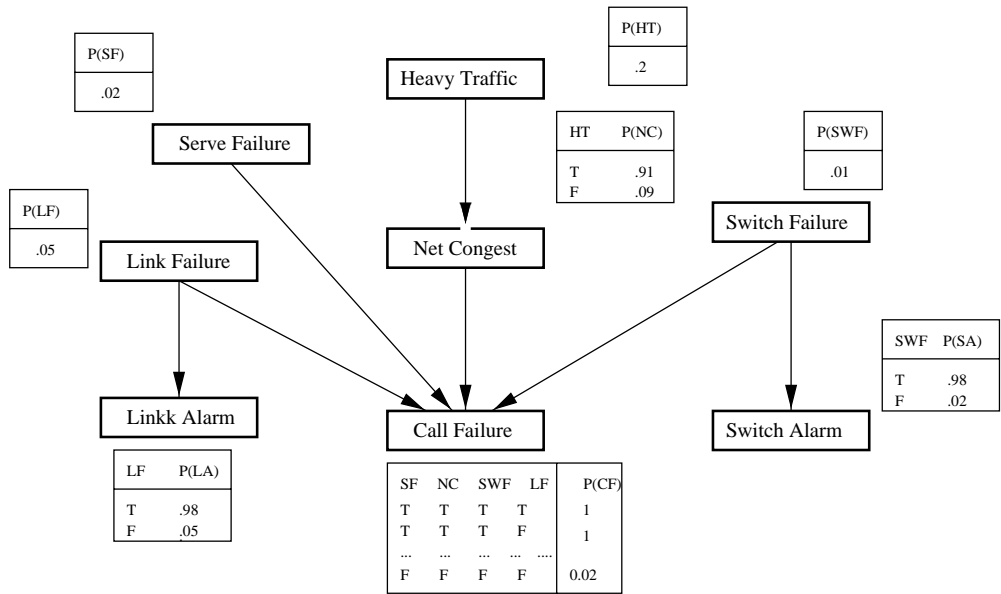 P(HT)
.2
P(SF)
.02
Heavy Traffic
HT P(NC)
T .91
F .09
P(SWF)
.01
Serve Failure
P(LF)
.05
Switch Failure
Net Congest
Link Failure
SWF P(SA)
T .98
F .02
Linkk Alarm
Call Failure
Switch Alarm
LF P(LA)
T .98
F .05
SF NC SWF LF P(CF)
T T T T 1
T T T F 1
... ... ... ... ....
F F F F 0.02